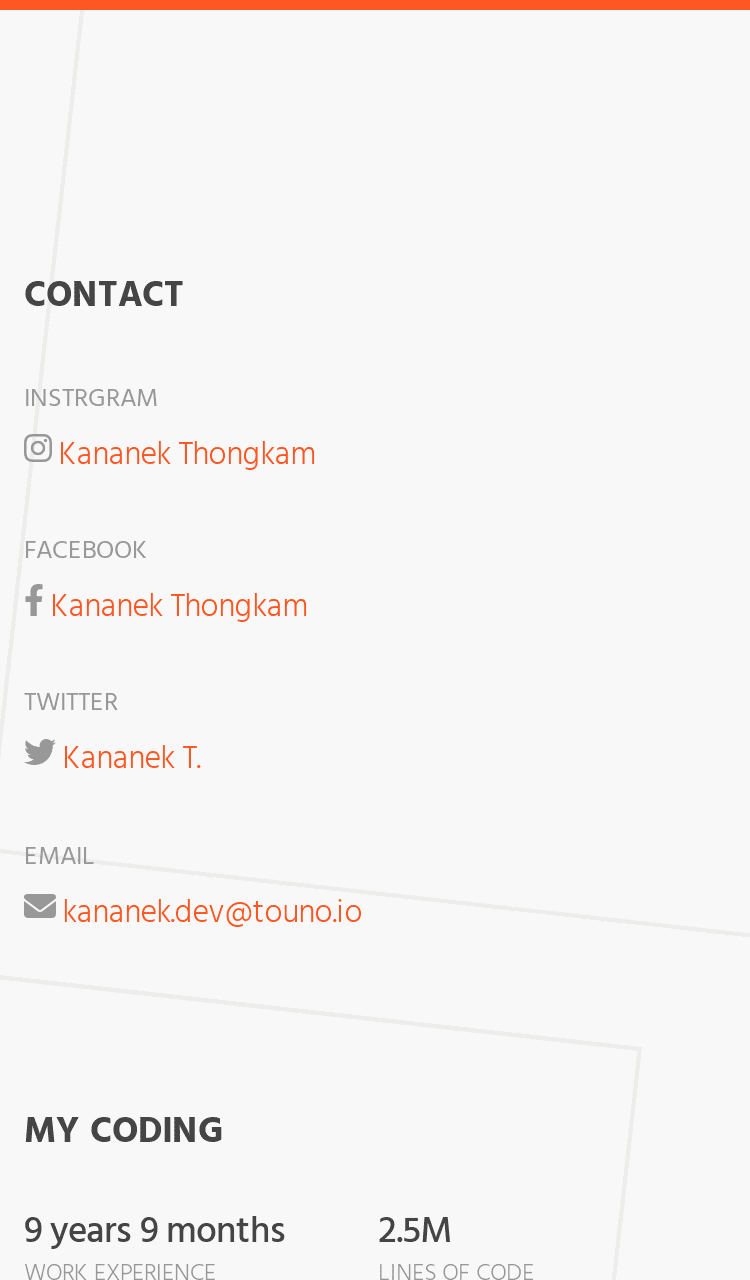 CONTACT
INSTRGRAM
Kananek Thongkam
FACEBOOK
Kananek Thongkam
TWITTER
Kananek T.
EMAIL
kananek.dev@touno.io
MY CODING
9 years 9 months 2.5M
WORK EXPERIENCE LINES OF CODE